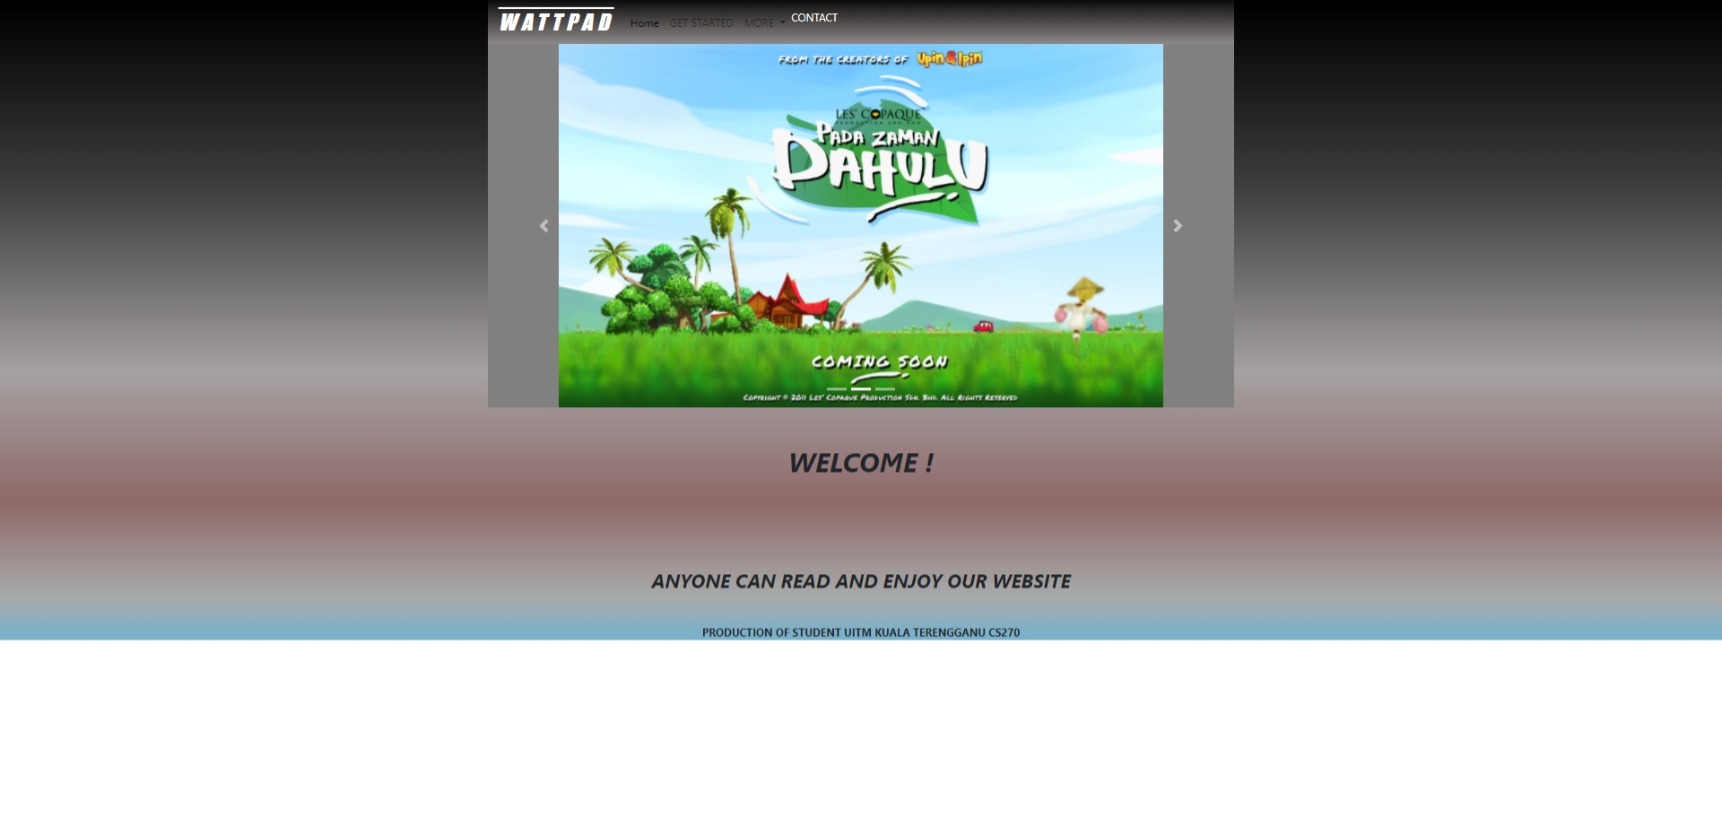 WATTPAD
Home GET STARTED MORE CONTACT
FROM THE CREATORS OF Upin & Ipin
LES' COPAQUE
PADA ZAMAN
DAHULU
COMING SOON
COPYRIGHT © 2011 LES' COPAQUE PRODUCTION SDN. BHD. ALL RIGHTS RESERVED
WELCOME !
ANYONE CAN READ AND ENJOY OUR WEBSITE
PRODUCTION OF STUDENT UITM KUALA TERENGGANU CS270